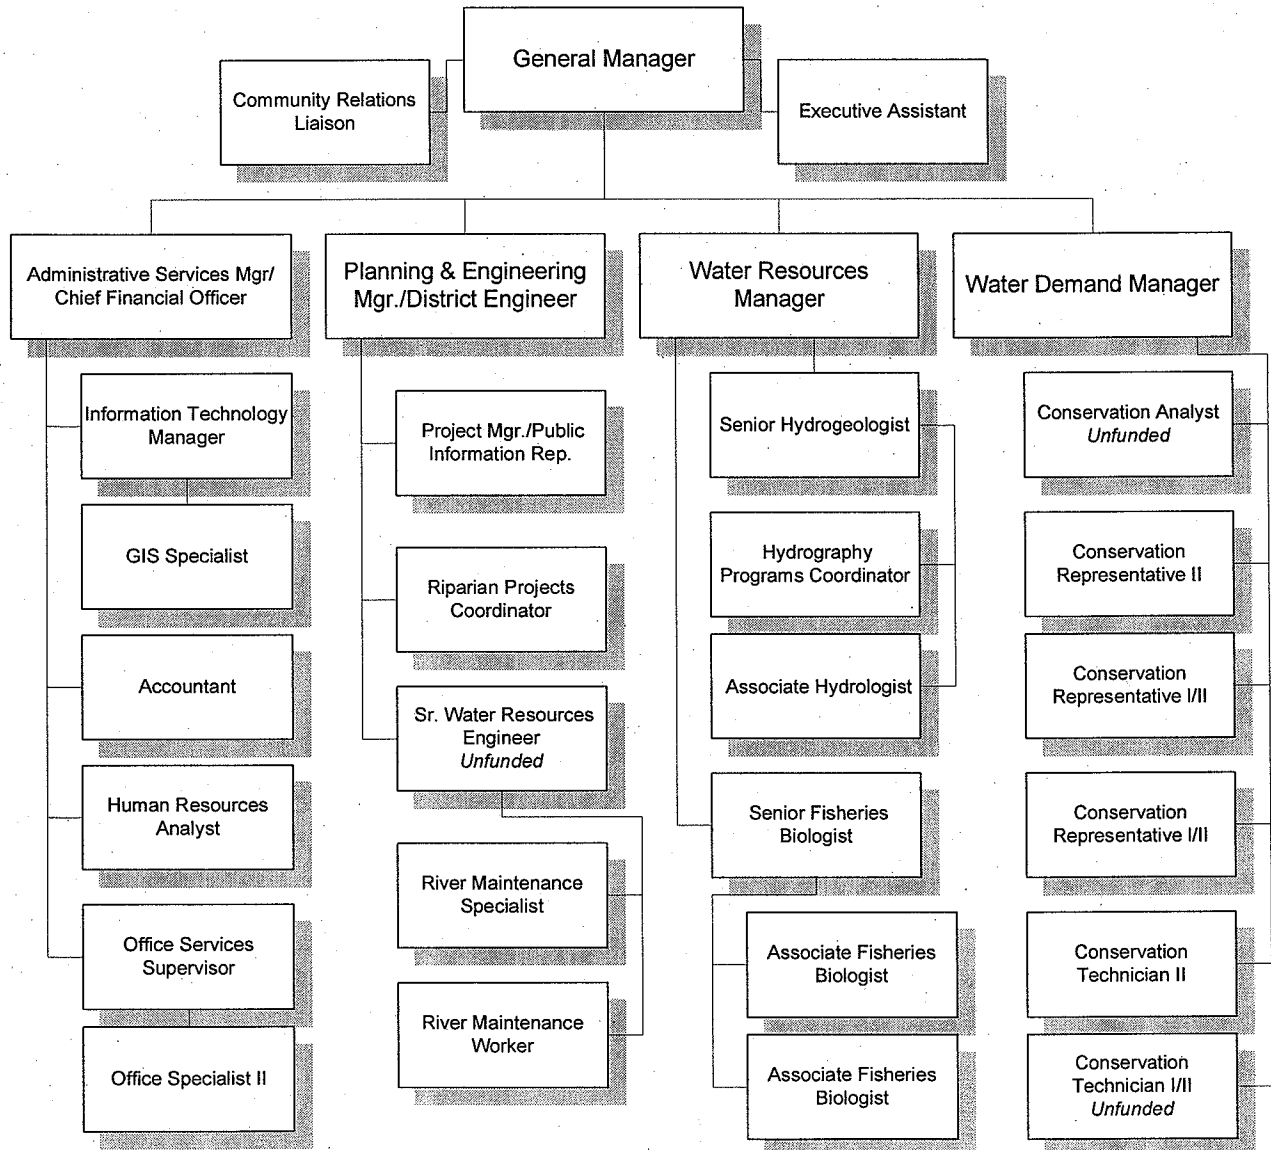 General Manager
Community Relations
Liaison
Executive Assistant
Administrative Services Mgr/
Chief Financial Officer
Planning & Engineering
Mgr./District Engineer
Water Resources
Manager
Water Demand Manager
Information Technology
Manager
GIS Specialist
Accountant
Human Resources
Analyst
Office Services
Supervisor
Office Specialist II
Project Mgr./Public
Information Rep.
Riparian Projects
Coordinator
Sr. Water Resources
Engineer
Unfunded
River Maintenance
Specialist
River Maintenance
Worker
Senior Hydrogeologist
Hydrography
Programs Coordinator
Associate Hydrologist
Senior Fisheries
Biologist
Associate Fisheries
Biologist
Associate Fisheries
Biologist
Conservation Analyst
Unfunded
Conservation
Representative II
Conservation
Representative I/II
Conservation
Representative I/II
Conservation
Technician II
Conservation
Technician I/II
Unfunded